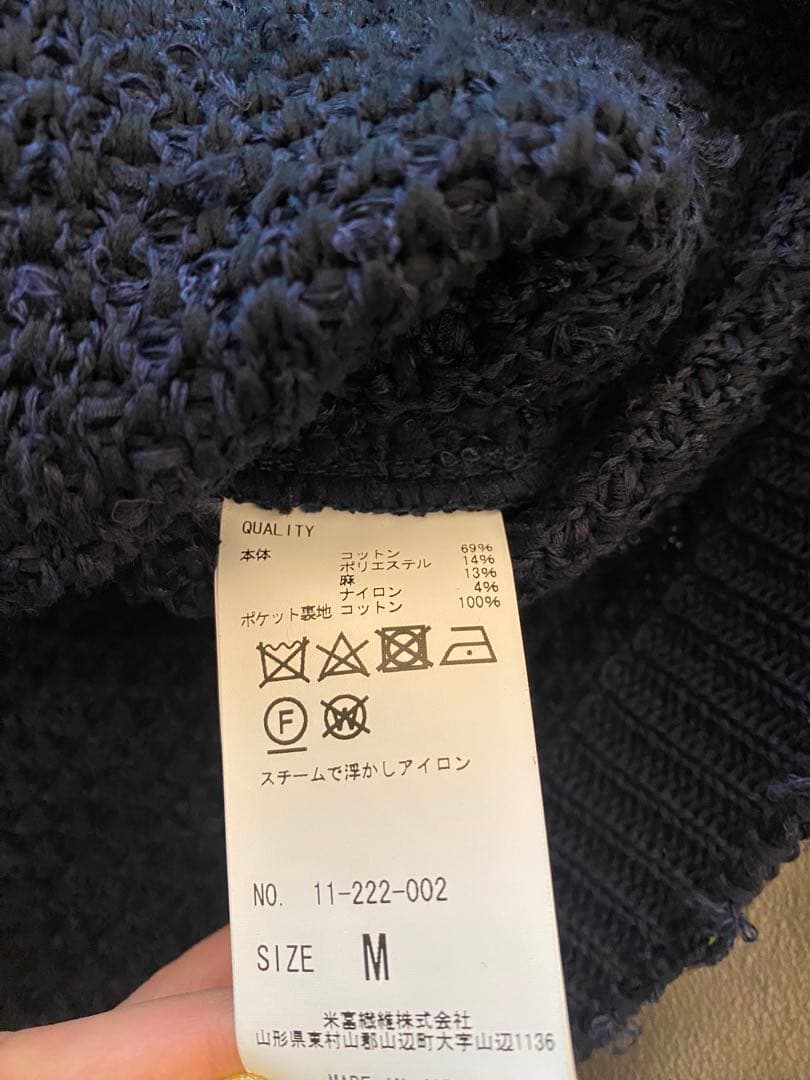 QUALITY
本体 コットン 69%
ポリエステル 14%
麻 13%
ナイロン 4%
ポケット裏地 コットン 100%
F W
スチームで浮かしアイロン
NO. 11-222-002
SIZE M
米富繊維株式会社
山形県東村山郡山辺町大字山辺1136